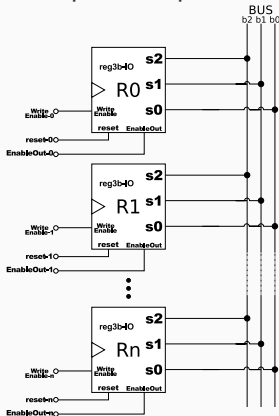 BUS
b2 b1 b0
reg3b-IO
s2
R0
s1
s0
Write
Enable-0
Write
Enable
reset EnableOut
reset-0
EnableOut-0
reg3b-IO
s2
R1
s1
s0
Write
Enable-1
Write
Enable
reset EnableOut
reset-1
EnableOut-1
reg3b-IO
s2
Rn
s1
s0
Write
Enable-n
Write
Enable
reset EnableOut
reset-n
EnableOut-n